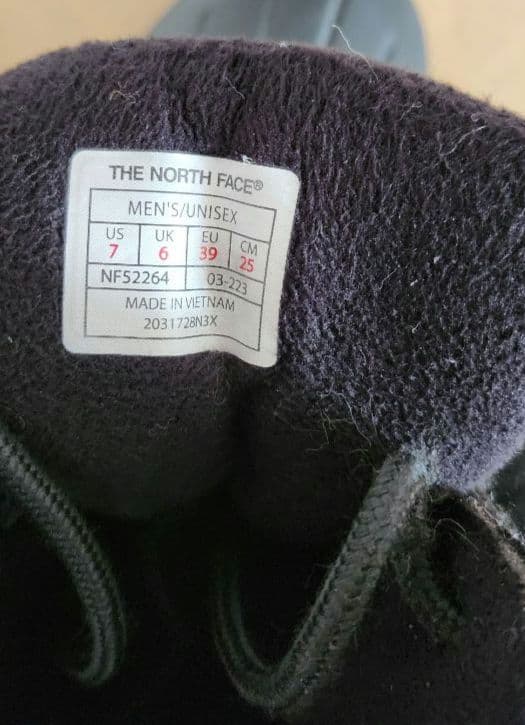 THE NORTH FACE®
MEN'S/UNISEX
US UK EU CM
7 6 39 25
NF52264 03-223
MADE IN VIETNAM
2031728N3X